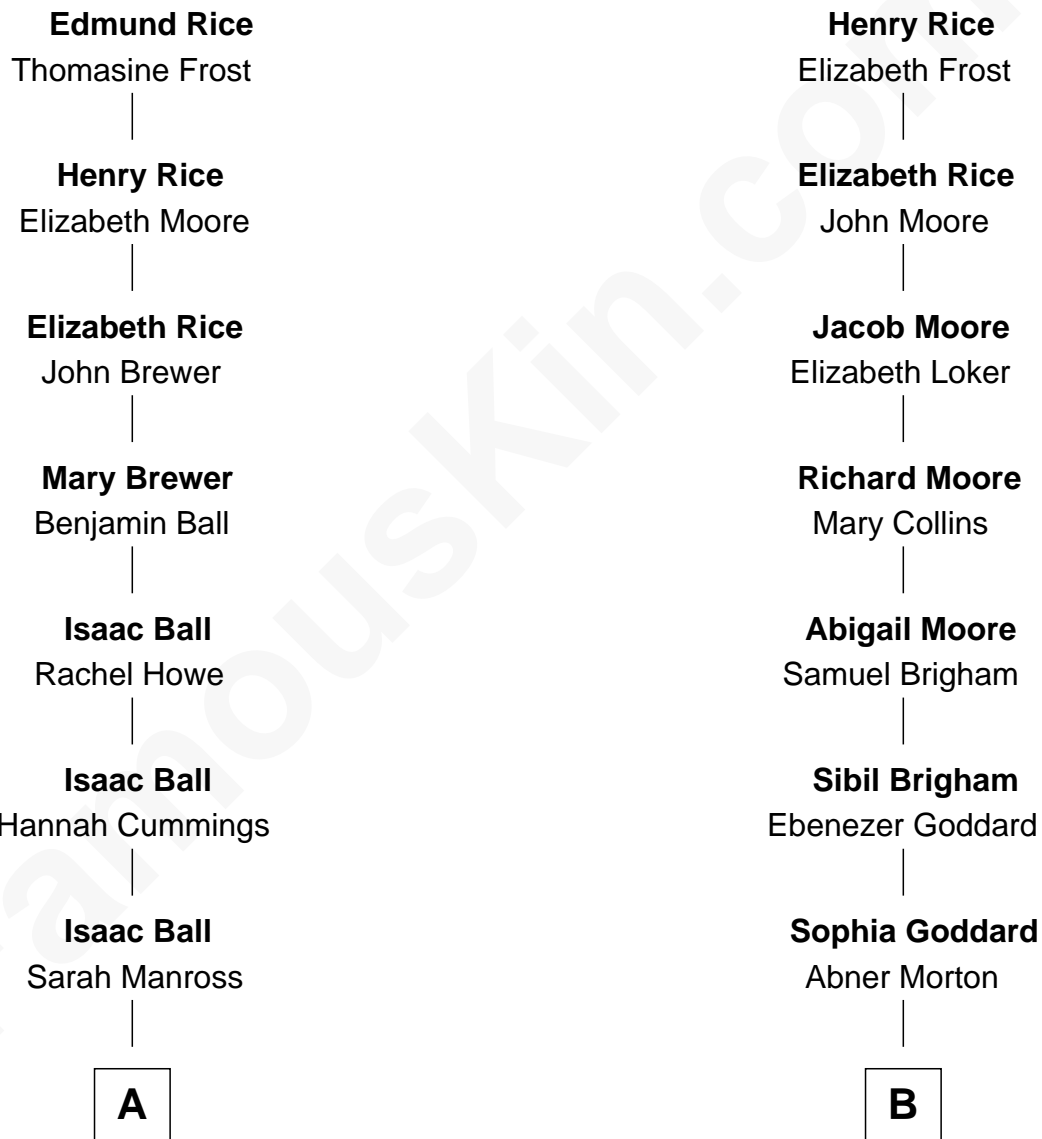 Edmund Rice
Thomasine Frost
Henry Rice
Elizabeth Moore
Elizabeth Rice
John Brewer
Mary Brewer
Benjamin Ball
Isaac Ball
Rachel Howe
Isaac Ball
Hannah Cummings
Isaac Ball
Sarah Manross
A
Henry Rice
Elizabeth Frost
Elizabeth Rice
John Moore
Jacob Moore
Elizabeth Loker
Richard Moore
Mary Collins
Abigail Moore
Samuel Brigham
Sibil Brigham
Ebenezer Goddard
Sophia Goddard
Abner Morton
B
FamousKin.com